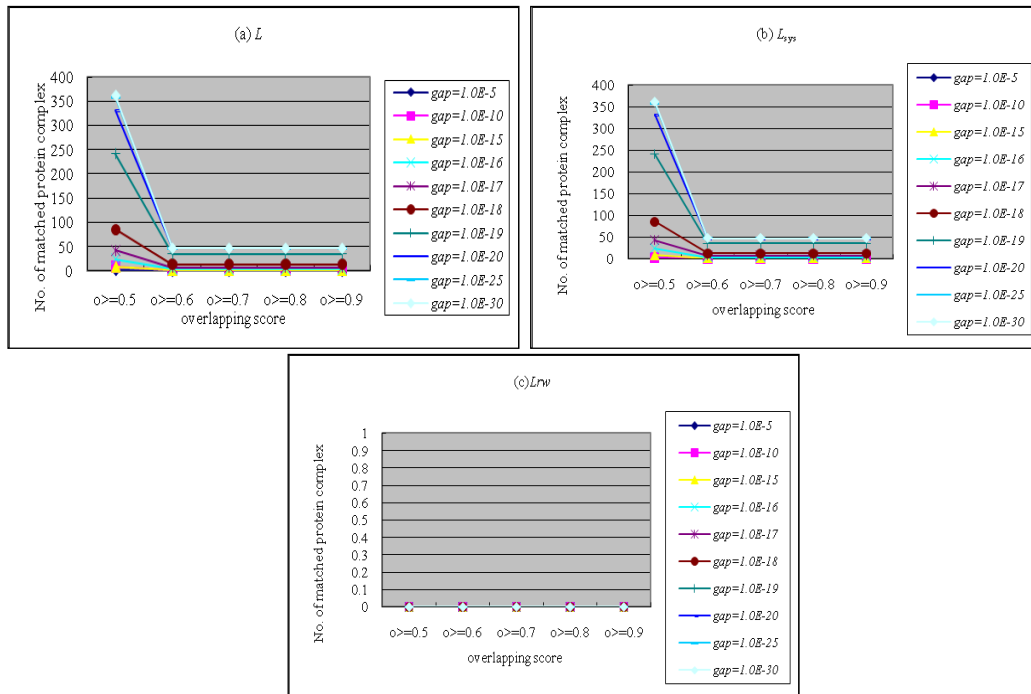 (a) L
No. of matched protein complex
400
350
300
250
200
150
100
50
0
o>=0.5 o>=0.6 o>=0.7 o>=0.8 o>=0.9
overlapping score
gap=1.0E-5
gap=1.0E-10
gap=1.0E-15
gap=1.0E-16
gap=1.0E-17
gap=1.0E-18
gap=1.0E-19
gap=1.0E-20
gap=1.0E-25
gap=1.0E-30
(b) Lsys
No. of matched protein complex
400
350
300
250
200
150
100
50
0
o>=0.5 o>=0.6 o>=0.7 o>=0.8 o>=0.9
overlapping score
gap=1.0E-5
gap=1.0E-10
gap=1.0E-15
gap=1.0E-16
gap=1.0E-17
gap=1.0E-18
gap=1.0E-19
gap=1.0E-20
gap=1.0E-25
gap=1.0E-30
(c)Lrw
No. of matched protein complex
1
0.9
0.8
0.7
0.6
0.5
0.4
0.3
0.2
0.1
0
o>=0.5 o>=0.6 o>=0.7 o>=0.8 o>=0.9
overlapping score
gap=1.0E-5
gap=1.0E-10
gap=1.0E-15
gap=1.0E-16
gap=1.0E-17
gap=1.0E-18
gap=1.0E-19
gap=1.0E-20
gap=1.0E-25
gap=1.0E-30